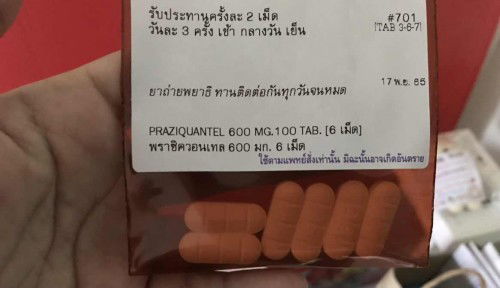 รับประทานครั้งละ 2 เม็ด
#701
วันละ 3 ครั้ง เช้า กลางวัน เย็น
[TAB 3-6-7]
17 พ.ย. 65
ยาถ่ายพยาธิ ทานติดต่อกันทุกวันจนหมด
PRAZIQUANTEL 600 MG.100 TAB. [6 เม็ด]
พราซิควอนเทล 600 มก. 6 เม็ด
ใช้ตามแพทย์สั่งเท่านั้น มิฉะนั้นอาจเกิดอันตราย